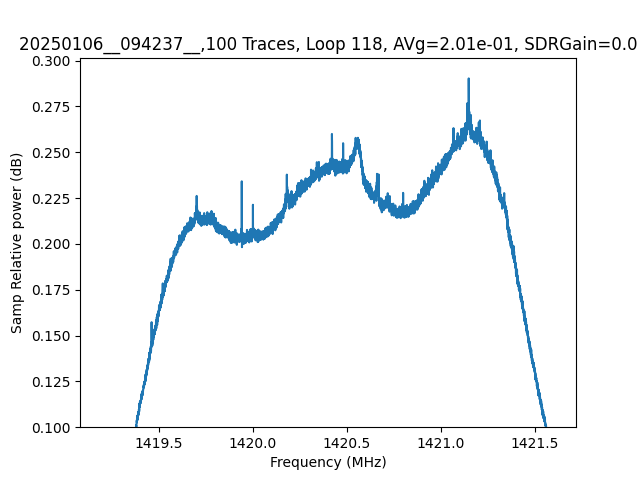 20250106__094237__,100 Traces, Loop 118, AVg=2.01e-01, SDRGain=0.0
0.300
0.275
0.250
0.225
0.200
0.175
0.150
0.125
0.100
Samp Relative power (dB)
1419.5 1420.0 1420.5 1421.0 1421.5
Frequency (MHz)